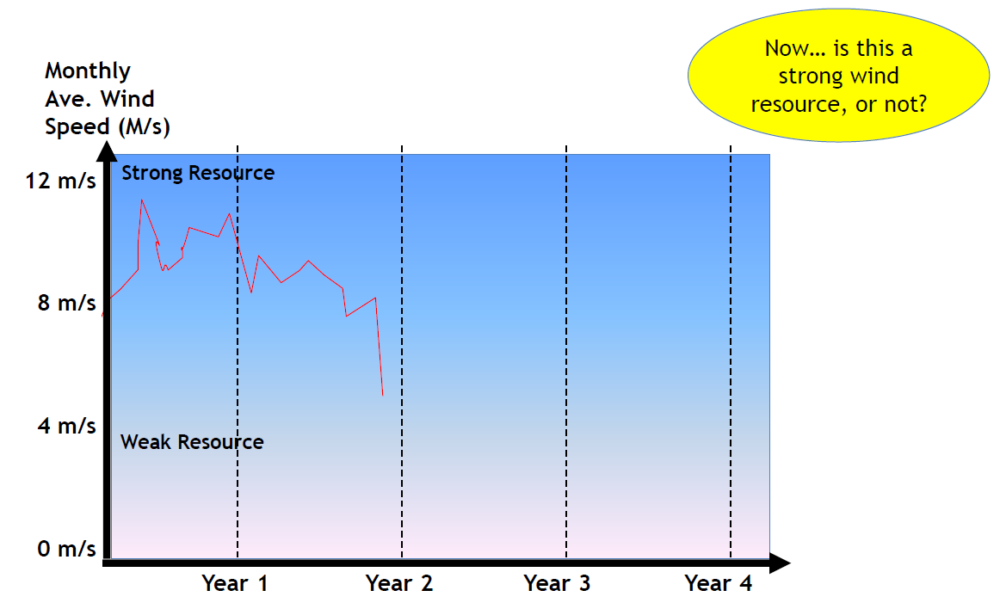 Now… is this a
strong wind
resource, or not?
Monthly
Ave. Wind
Speed (M/s)
12 m/s
Strong Resource
8 m/s
4 m/s
Weak Resource
0 m/s
Year 1
Year 2
Year 3
Year 4